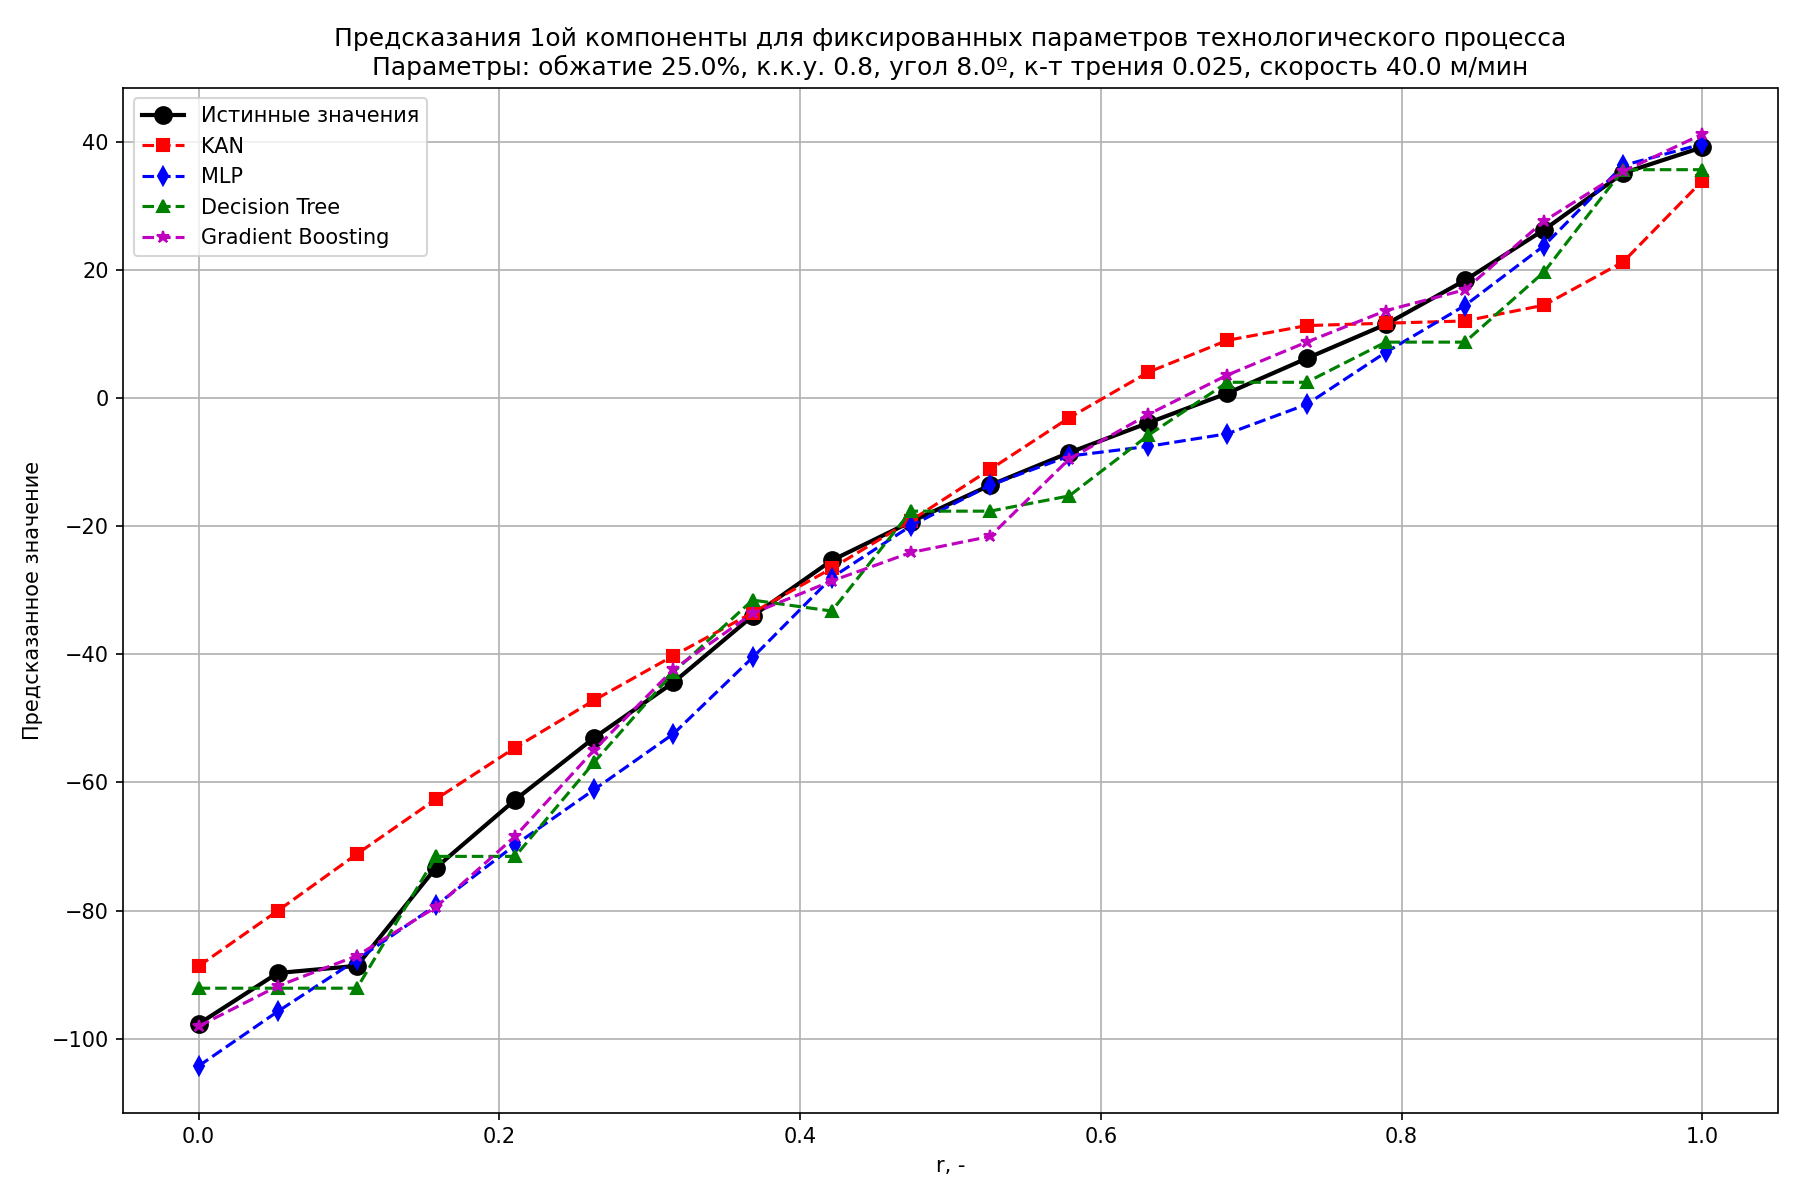 Предсказания 1ой компоненты для фиксированных параметров технологического процесса
Параметры: обжатие 25.0%, к.к.у. 0.8, угол 8.0º, к-т трения 0.025, скорость 40.0 м/мин
Истинные значения
KAN
MLP
Decision Tree
Gradient Boosting
Предсказанное значение
40
20
0
−20
−40
−60
−80
−100
0.0
0.2
0.4
0.6
0.8
1.0
r, -